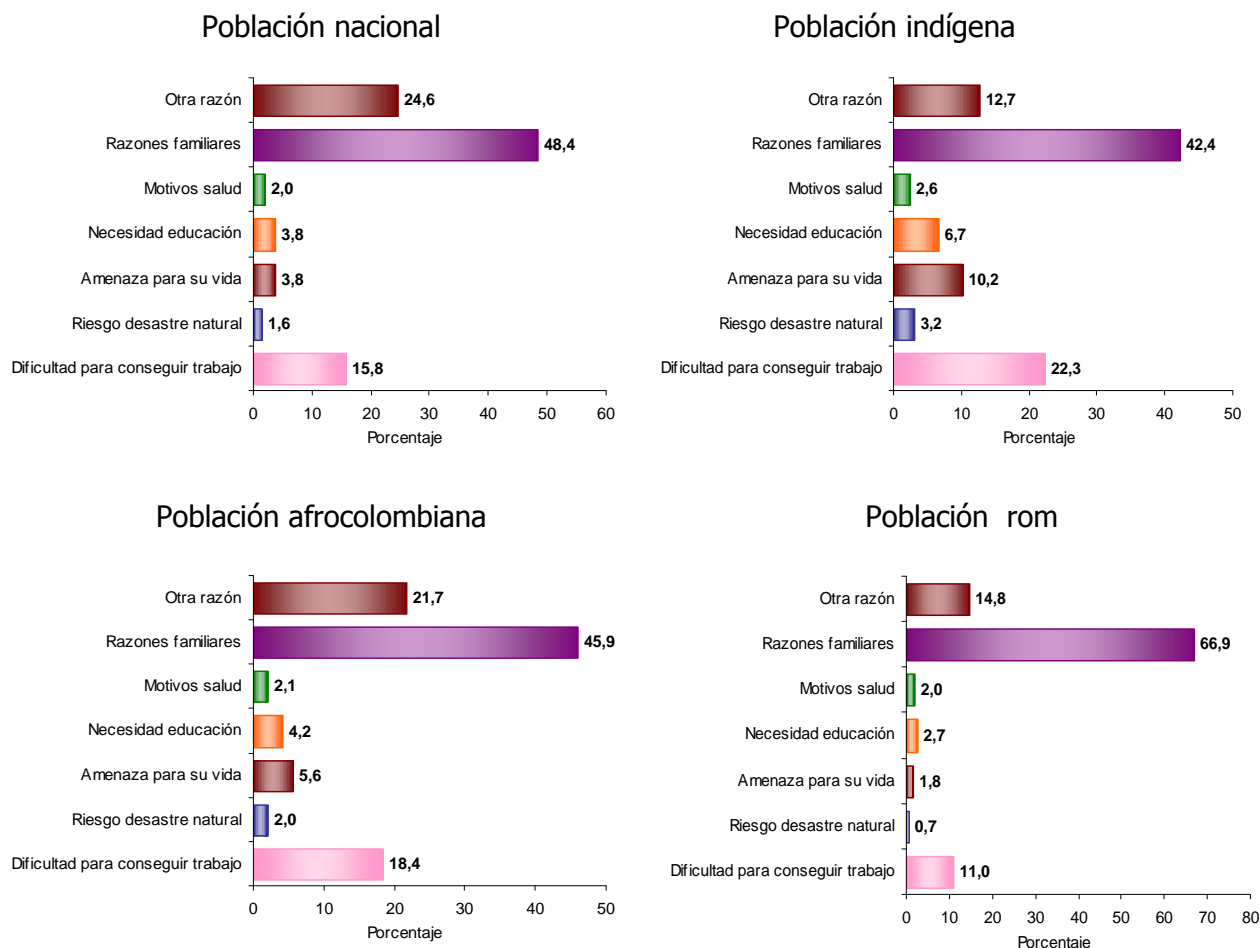 Población nacional
Otra razón
24,6
Razones familiares
48,4
Motivos salud
2,0
Necesidad educación
3,8
Amenaza para su vida
3,8
Riesgo desastre natural
1,6
Dificultad para conseguir trabajo
15,8
0 10 20 30 40 50 60
Porcentaje
Población indígena
Otra razón
12,7
Razones familiares
42,4
Motivos salud
2,6
Necesidad educación
6,7
Amenaza para su vida
10,2
Riesgo desastre natural
3,2
Dificultad para conseguir trabajo
22,3
0 10 20 30 40 50
Porcentaje
Población afrocolombiana
Otra razón
21,7
Razones familiares
45,9
Motivos salud
2,1
Necesidad educación
4,2
Amenaza para su vida
5,6
Riesgo desastre natural
2,0
Dificultad para conseguir trabajo
18,4
0 10 20 30 40 50
Porcentaje
Población rom
Otra razón
14,8
Razones familiares
66,9
Motivos salud
2,0
Necesidad educación
2,7
Amenaza para su vida
1,8
Riesgo desastre natural
0,7
Dificultad para conseguir trabajo
11,0
0 10 20 30 40 50 60 70 80
Porcentaje